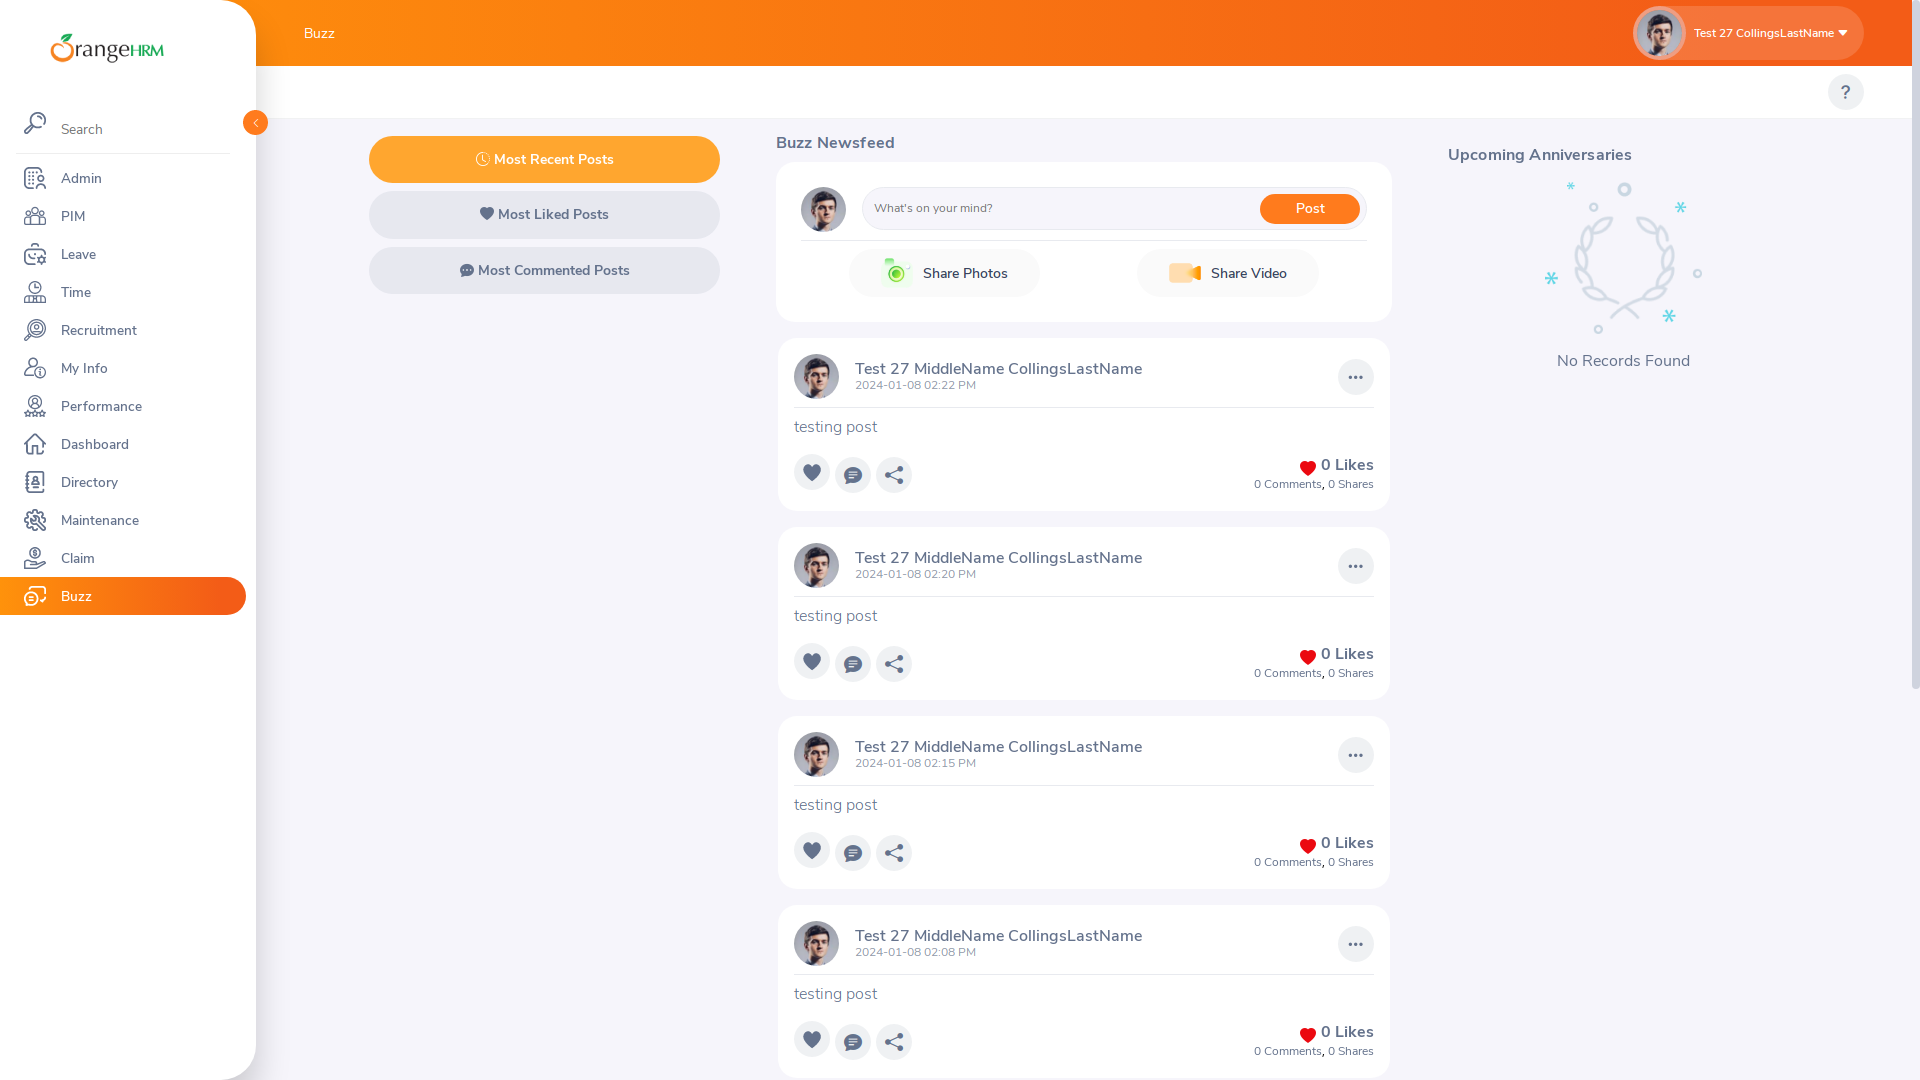 OrangeHRM
Search
Admin
PIM
Leave
Time
Recruitment
My Info
Performance
Dashboard
Directory
Maintenance
Claim
Buzz
Buzz
Test 27 CollingsLastName
?
Most Recent Posts
Most Liked Posts
Most Commented Posts
Buzz Newsfeed
What's on your mind?
Post
Share Photos
Share Video
Test 27 MiddleName CollingsLastName
2024-01-08 02:22 PM
testing post
0 Likes
0 Comments, 0 Shares
Test 27 MiddleName CollingsLastName
2024-01-08 02:20 PM
testing post
0 Likes
0 Comments, 0 Shares
Test 27 MiddleName CollingsLastName
2024-01-08 02:15 PM
testing post
0 Likes
0 Comments, 0 Shares
Test 27 MiddleName CollingsLastName
2024-01-08 02:08 PM
testing post
0 Likes
0 Comments, 0 Shares
Upcoming Anniversaries
No Records Found